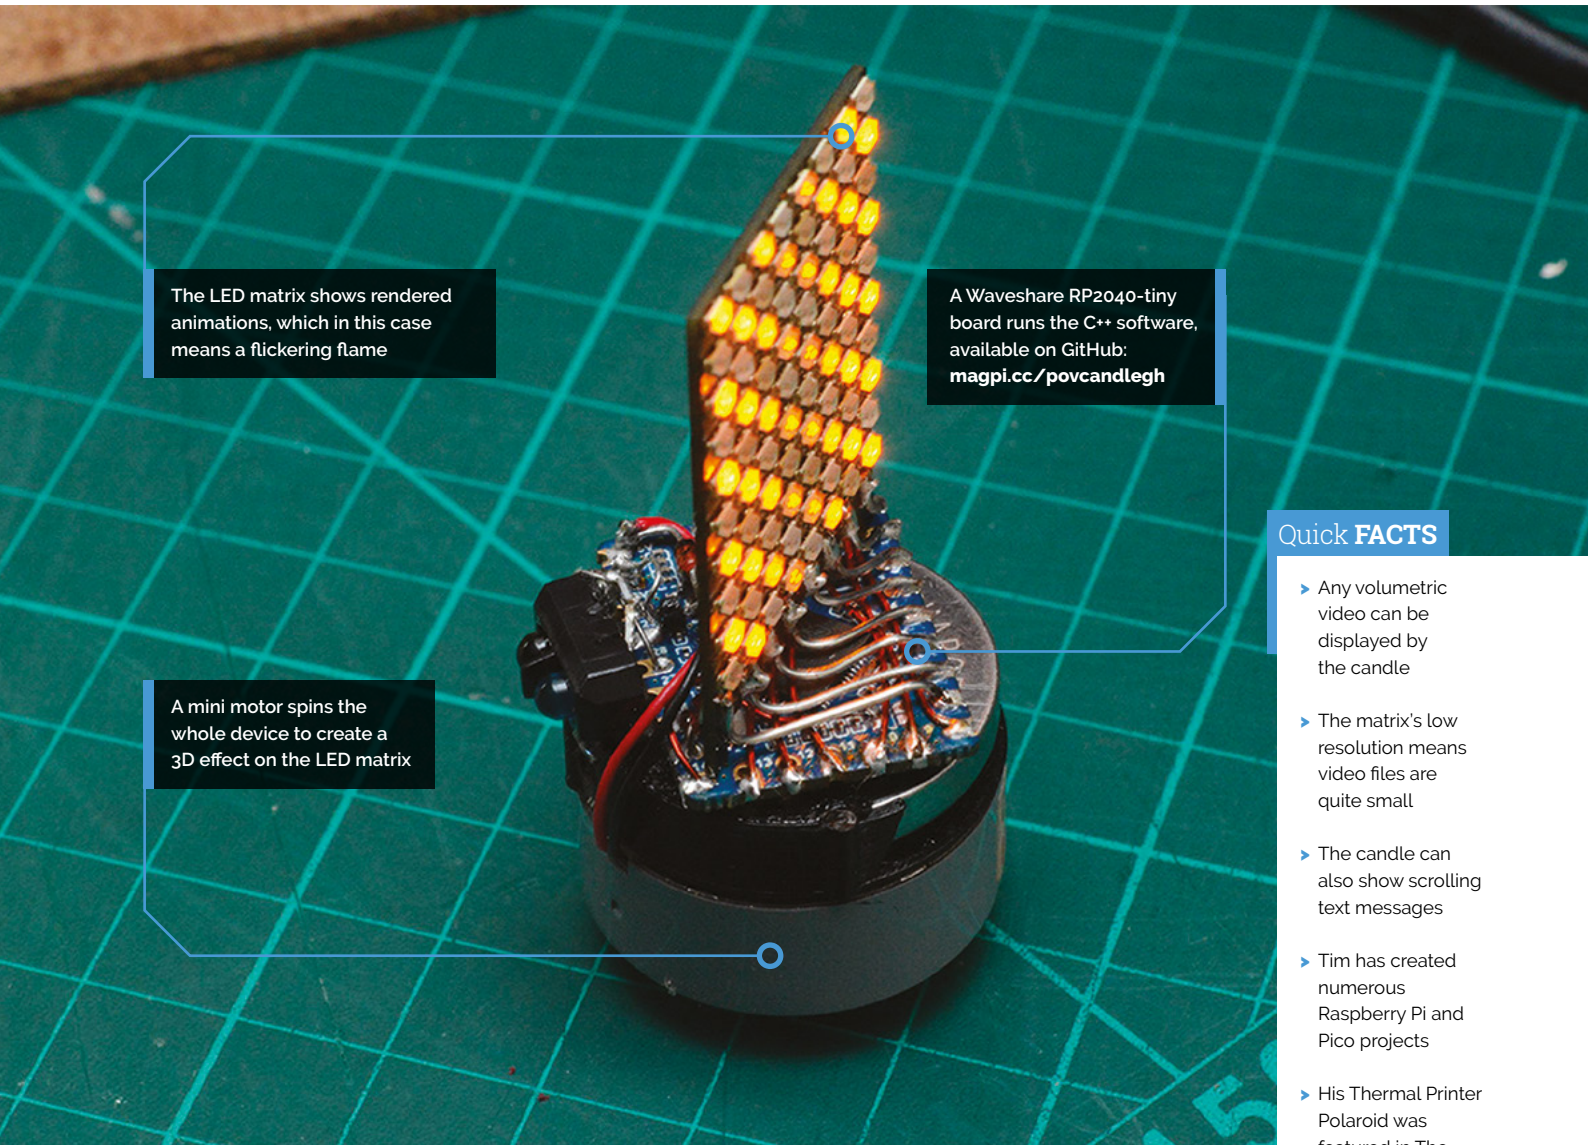 The LED matrix shows rendered
animations, which in this case
means a flickering flame
A Waveshare RP2040-tiny
board runs the C++ software,
available on GitHub:
magpi.cc/povcandlegh
A mini motor spins the
whole device to create a
3D effect on the LED matrix
Quick FACTS
> Any volumetric
video can be
displayed by
the candle
> The matrix's low
resolution means
video files are
quite small
> The candle can
also show scrolling
text messages
> Tim has created
numerous
Raspberry Pi and
Pico projects
> His Thermal Printer
Polaroid was
featured in The